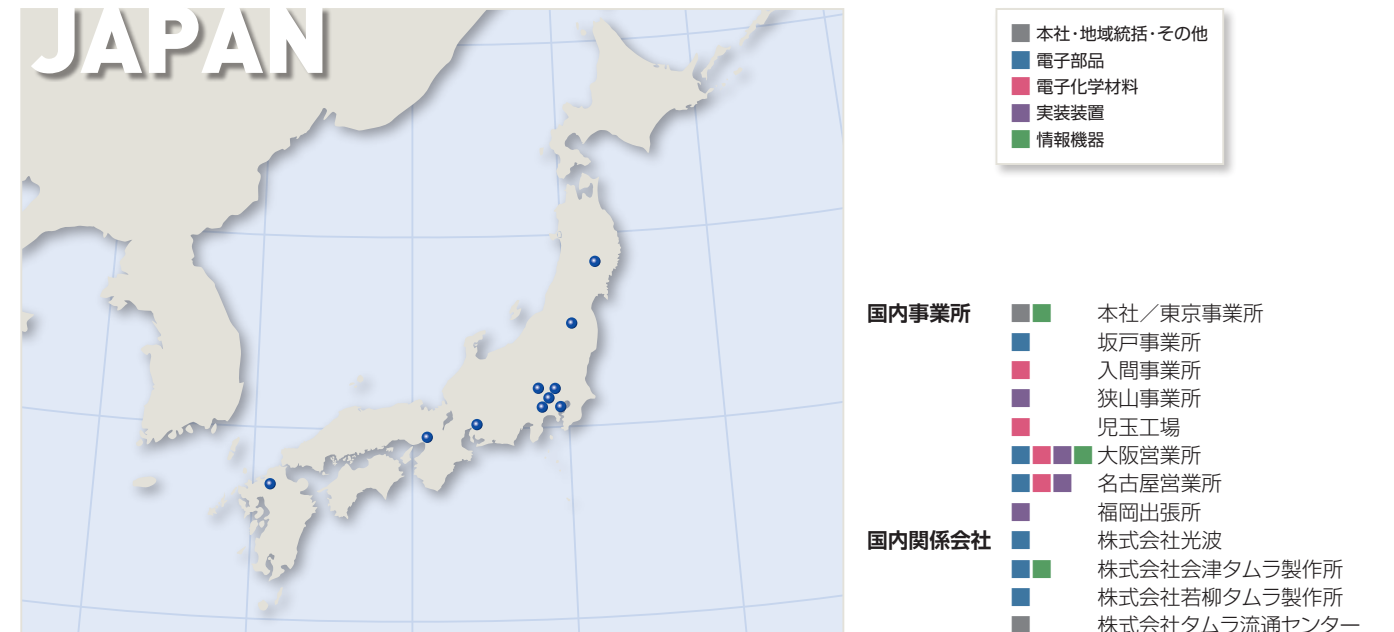 JAPAN
本社・地域統括・その他
電子部品
電子化学材料
実装装置
情報機器
国内事業所 本社／東京事業所
坂戸事業所
入間事業所
狭山事業所
児玉工場
大阪営業所
名古屋営業所
福岡出張所
国内関係会社 株式会社光波
株式会社会津タムラ製作所
株式会社若柳タムラ製作所
株式会社タムラ流通センター